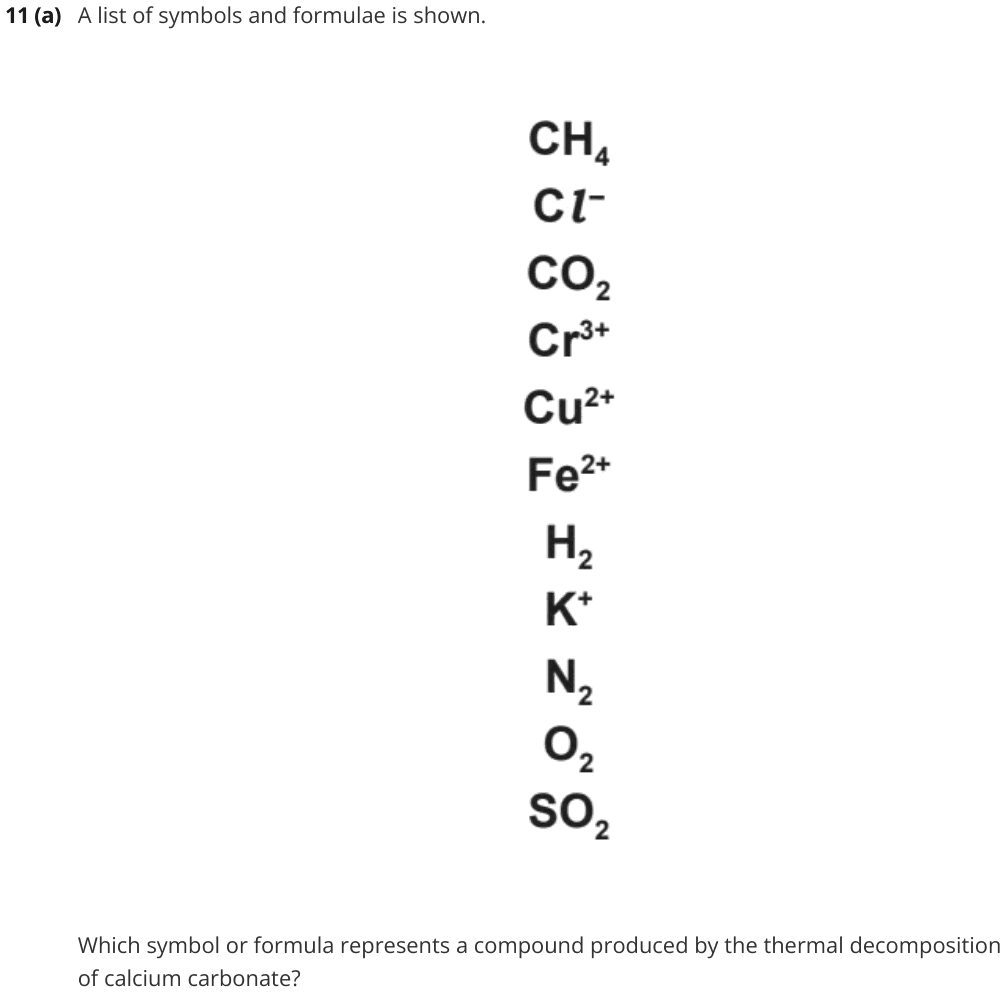 11 (a) A list of symbols and formulae is shown.
CH₄
Cl⁻
CO₂
Cr³⁺
Cu²⁺
Fe²⁺
H₂
K⁺
N₂
O₂
SO₂
Which symbol or formula represents a compound produced by the thermal decomposition
of calcium carbonate?